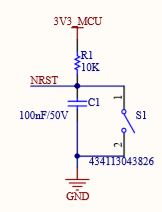 3V3_MCU
R1
10K
NRST
C1
100nF/50V
1
S1
2
434113043826
GND